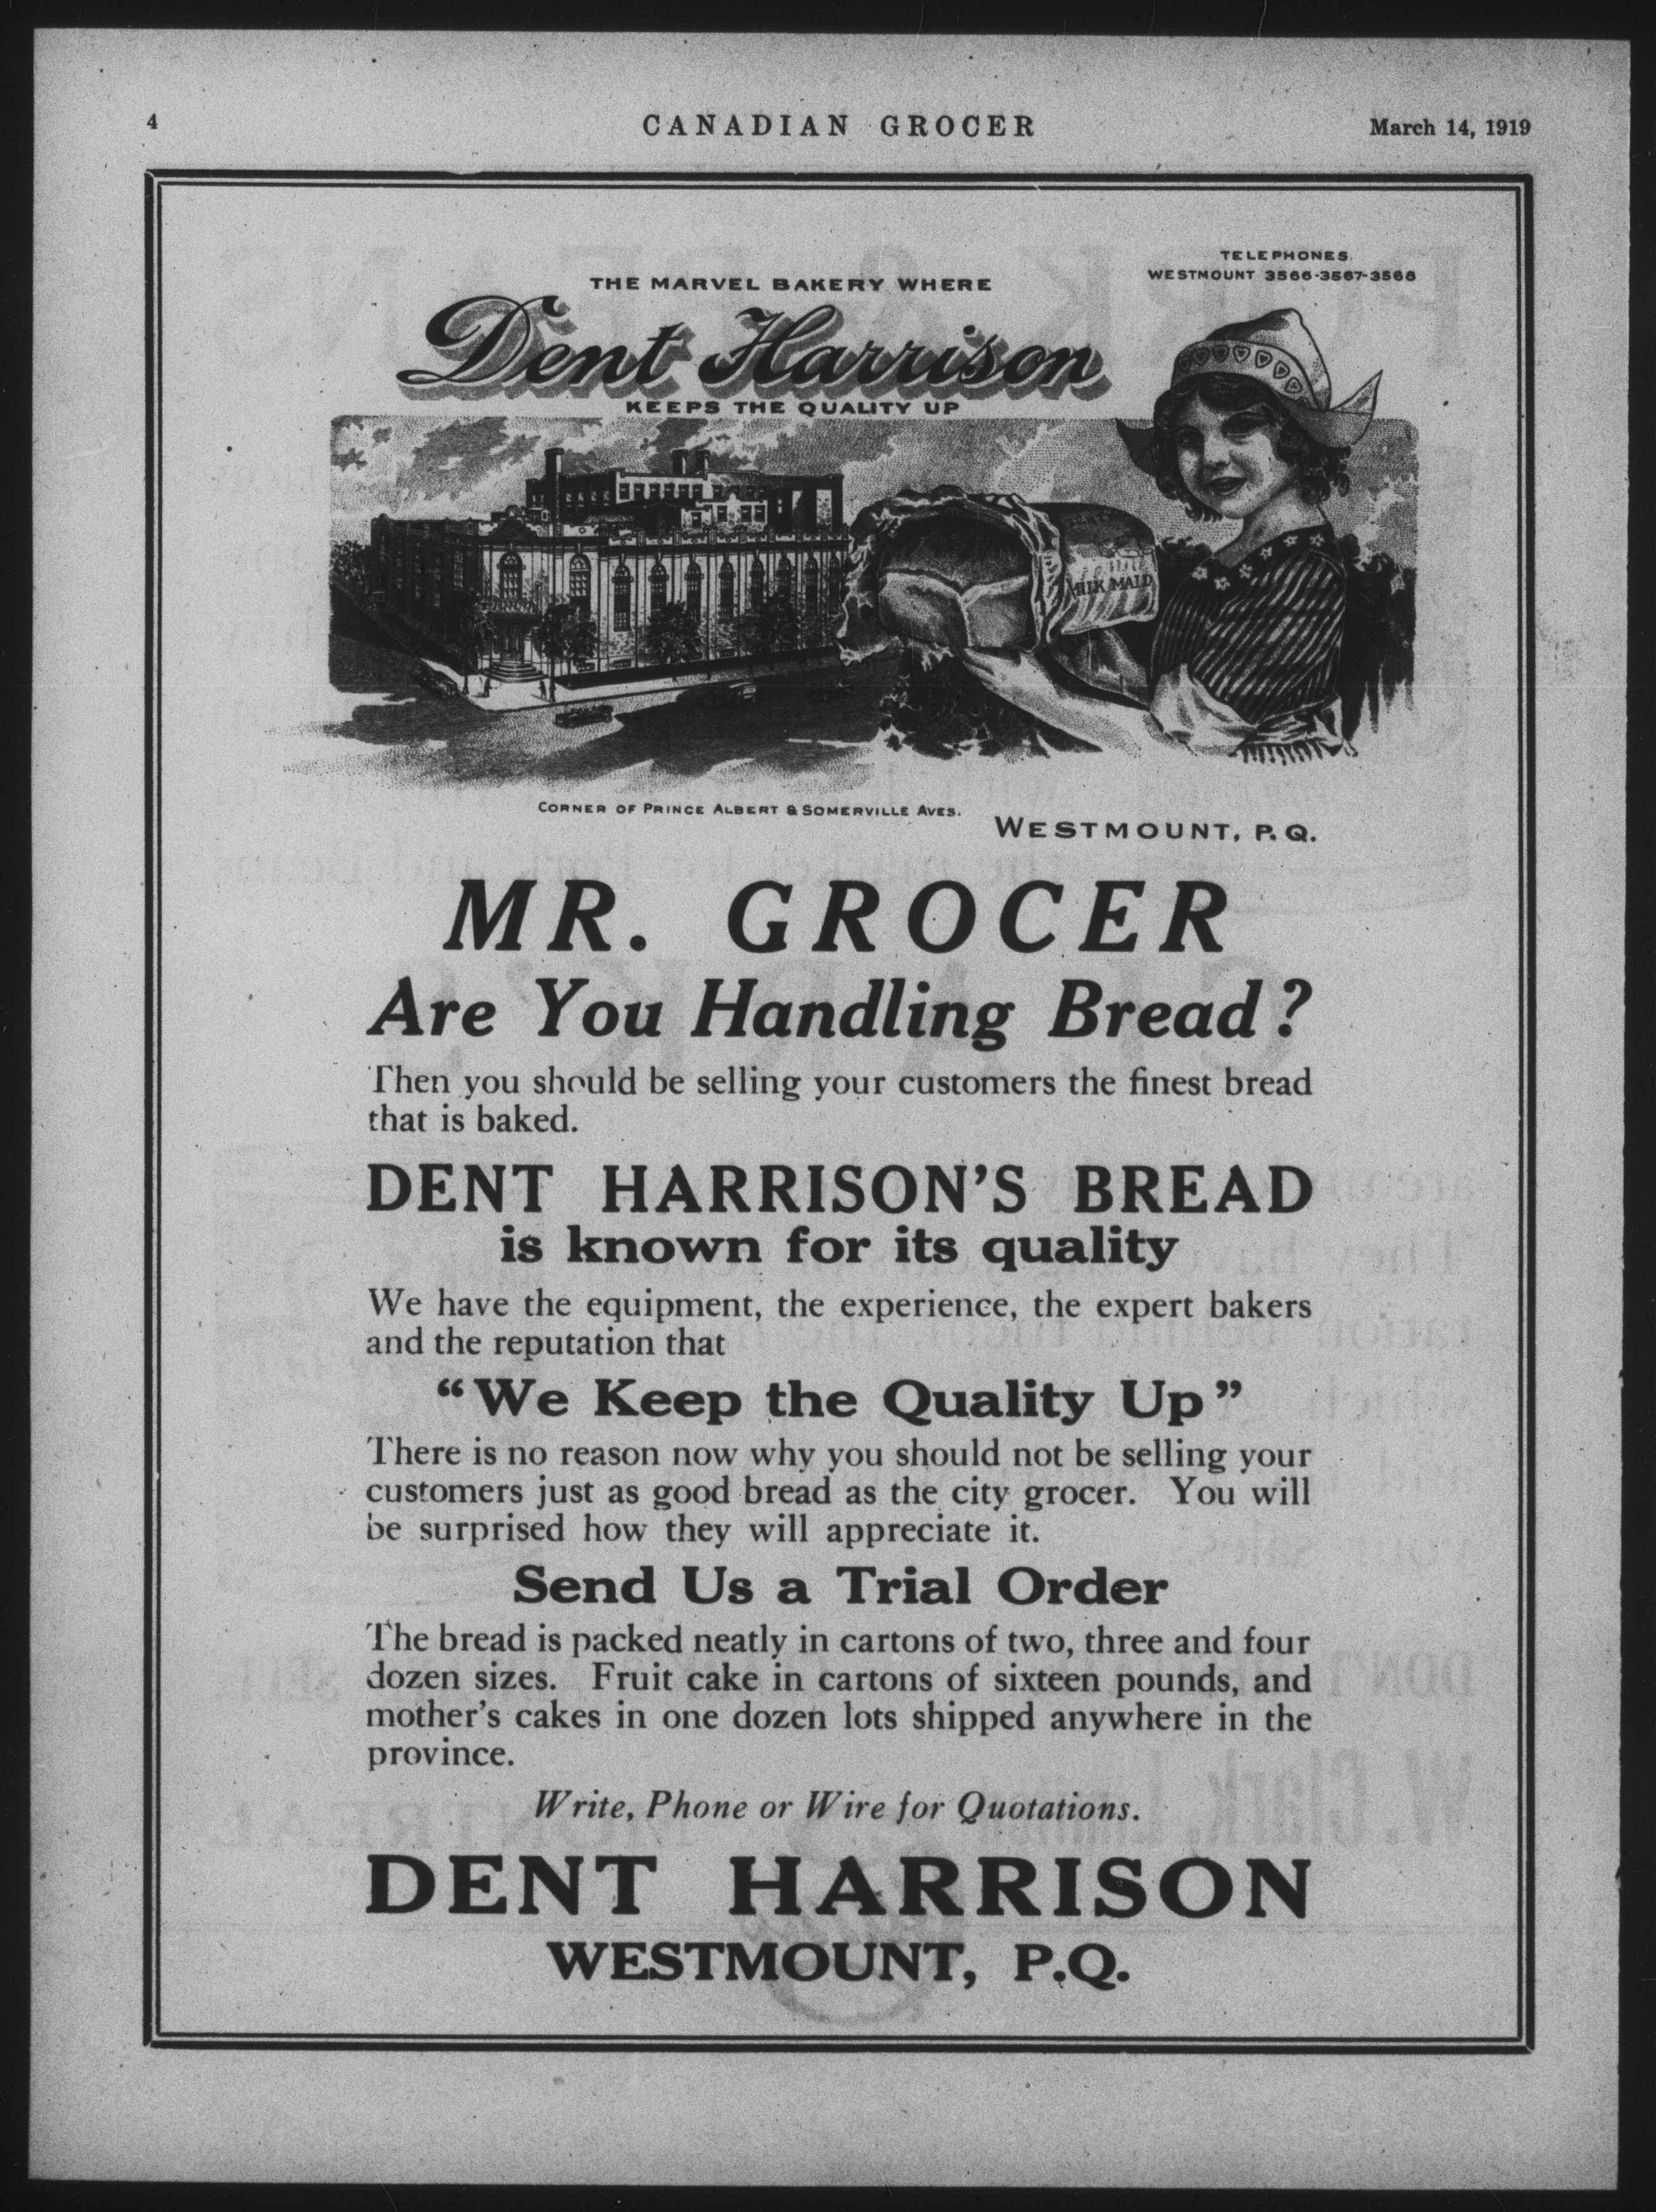 4
CANADIAN GROCER
March 14, 1919
TELEPHONES
WESTMOUNT 3566-3567-3568
THE MARVEL BAKERY WHERE
Dent Harrison
KEEPS THE QUALITY UP
MILK MAID
CORNER OF PRINCE ALBERT & SOMERVILLE AVES.
WESTMOUNT, P.Q.
MR. GROCER
Are You Handling Bread?
Then you should be selling your customers the finest bread
that is baked.
DENT HARRISON'S BREAD
is known for its quality
We have the equipment, the experience, the expert bakers
and the reputation that
“We Keep the Quality Up”
There is no reason now why you should not be selling your
customers just as good bread as the city grocer. You will
be surprised how they will appreciate it.
Send Us a Trial Order
The bread is packed neatly in cartons of two, three and four
dozen sizes. Fruit cake in cartons of sixteen pounds, and
mother's cakes in one dozen lots shipped anywhere in the
province.
Write, Phone or Wire for Quotations.
DENT HARRISON
WESTMOUNT, P.Q.